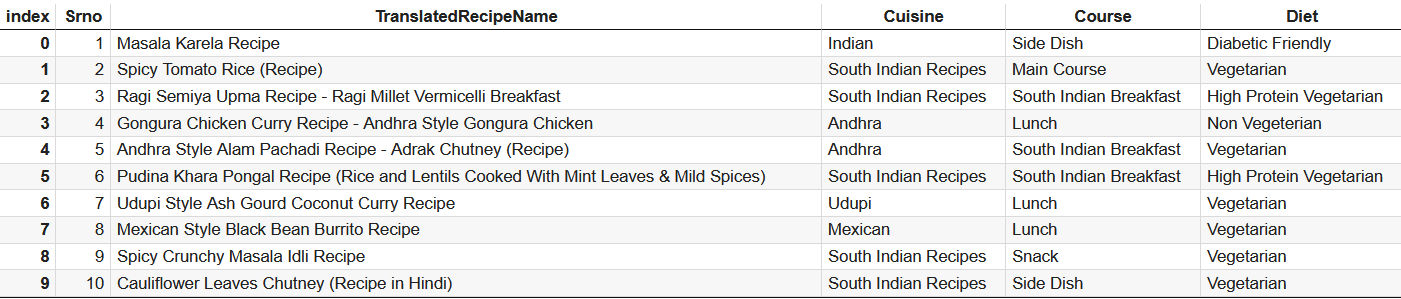 index Srno TranslatedRecipeName Cuisine Course Diet
0 1 Masala Karela Recipe Indian Side Dish Diabetic Friendly
1 2 Spicy Tomato Rice (Recipe) South Indian Recipes Main Course Vegetarian
2 3 Ragi Semiya Upma Recipe - Ragi Millet Vermicelli Breakfast South Indian Recipes South Indian Breakfast High Protein Vegetarian
3 4 Gongura Chicken Curry Recipe - Andhra Style Gongura Chicken Andhra Lunch Non Vegeterian
4 5 Andhra Style Alam Pachadi Recipe - Adrak Chutney (Recipe) Andhra South Indian Breakfast Vegetarian
5 6 Pudina Khara Pongal Recipe (Rice and Lentils Cooked With Mint Leaves & Mild Spices) South Indian Recipes South Indian Breakfast High Protein Vegetarian
6 7 Udupi Style Ash Gourd Coconut Curry Recipe Udupi Lunch Vegetarian
7 8 Mexican Style Black Bean Burrito Recipe Mexican Lunch Vegetarian
8 9 Spicy Crunchy Masala Idli Recipe South Indian Recipes Snack Vegetarian
9 10 Cauliflower Leaves Chutney (Recipe in Hindi) South Indian Recipes Side Dish Vegetarian